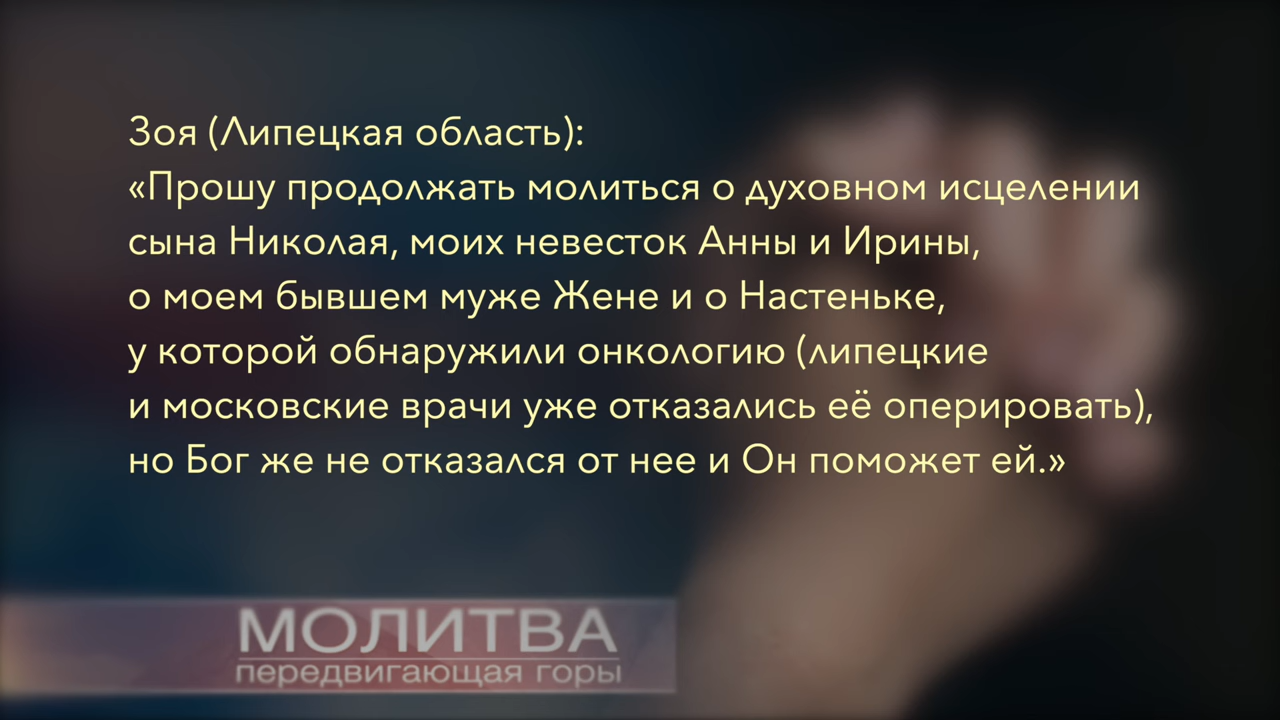 Зоя (Липецкая область):
«Прошу продолжать молиться о духовном исцелении
сына Николая, моих невесток Анны и Ирины,
о моем бывшем муже Жене и о Настеньке,
у которой обнаружили онкологию (липецкие
и московские врачи уже отказались её оперировать),
но Бог же не отказался от нее и Он поможет ей.»
МОЛИТВА
передвигающая горы